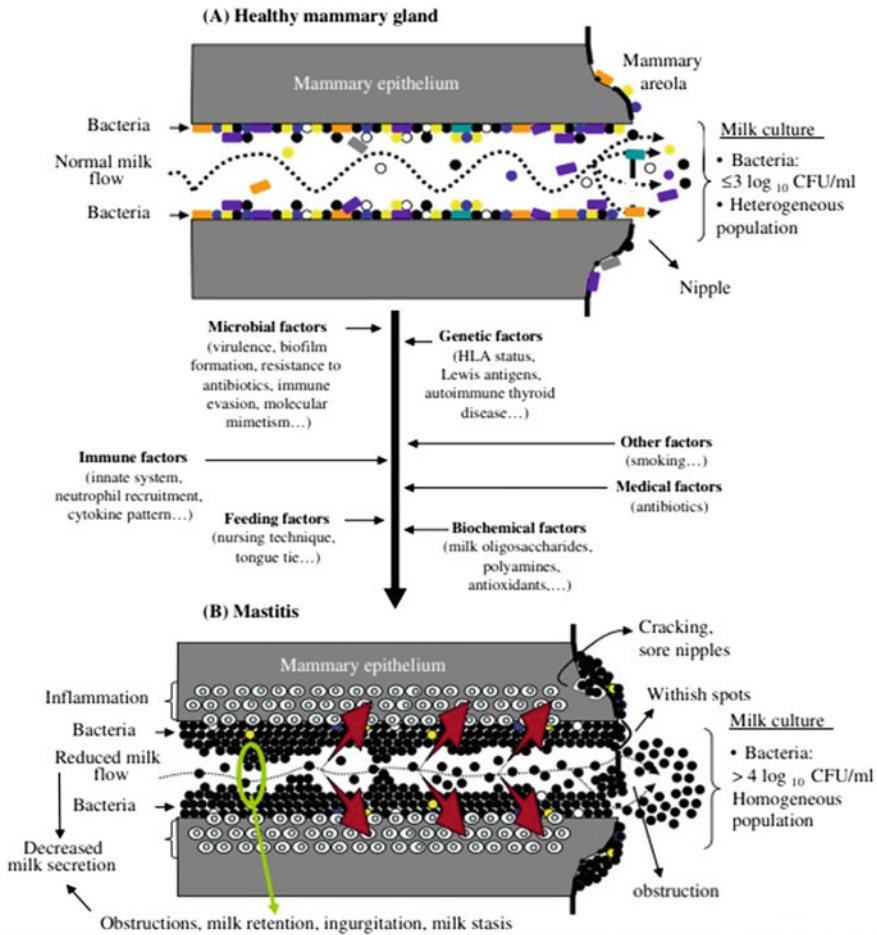 (A) Healthy mammary gland
Mammary epithelium
Mammary
areola
Bacteria
Normal milk
flow
Bacteria
Milk culture
• Bacteria:
≤3 log 10 CFU/ml
• Heterogeneous
population
Nipple
Microbial factors
(virulence, biofilm
formation, resistance to
antibiotics, immune
evasion, molecular
mimetism…)
Genetic factors
(HLA status,
Lewis antigens,
autoimmune thyroid
disease…)
Immune factors
(innate system,
neutrophil recruitment,
cytokine pattern…)
Other factors
(smoking…)
Medical factors
(antibiotics)
Feeding factors
(nursing technique,
tongue tie…)
Biochemical factors
(milk oligosaccharides,
polyamines,
antioxidants,…)
(B) Mastitis
Mammary epithelium
Cracking,
sore nipples
Inflammation
Withish spots
Bacteria
Reduced milk
flow
Bacteria
Milk culture
• Bacteria:
> 4 log 10 CFU/ml
Homogeneous
population
Decreased
milk secretion
obstruction
Obstructions, milk retention, ingurgitation, milk stasis